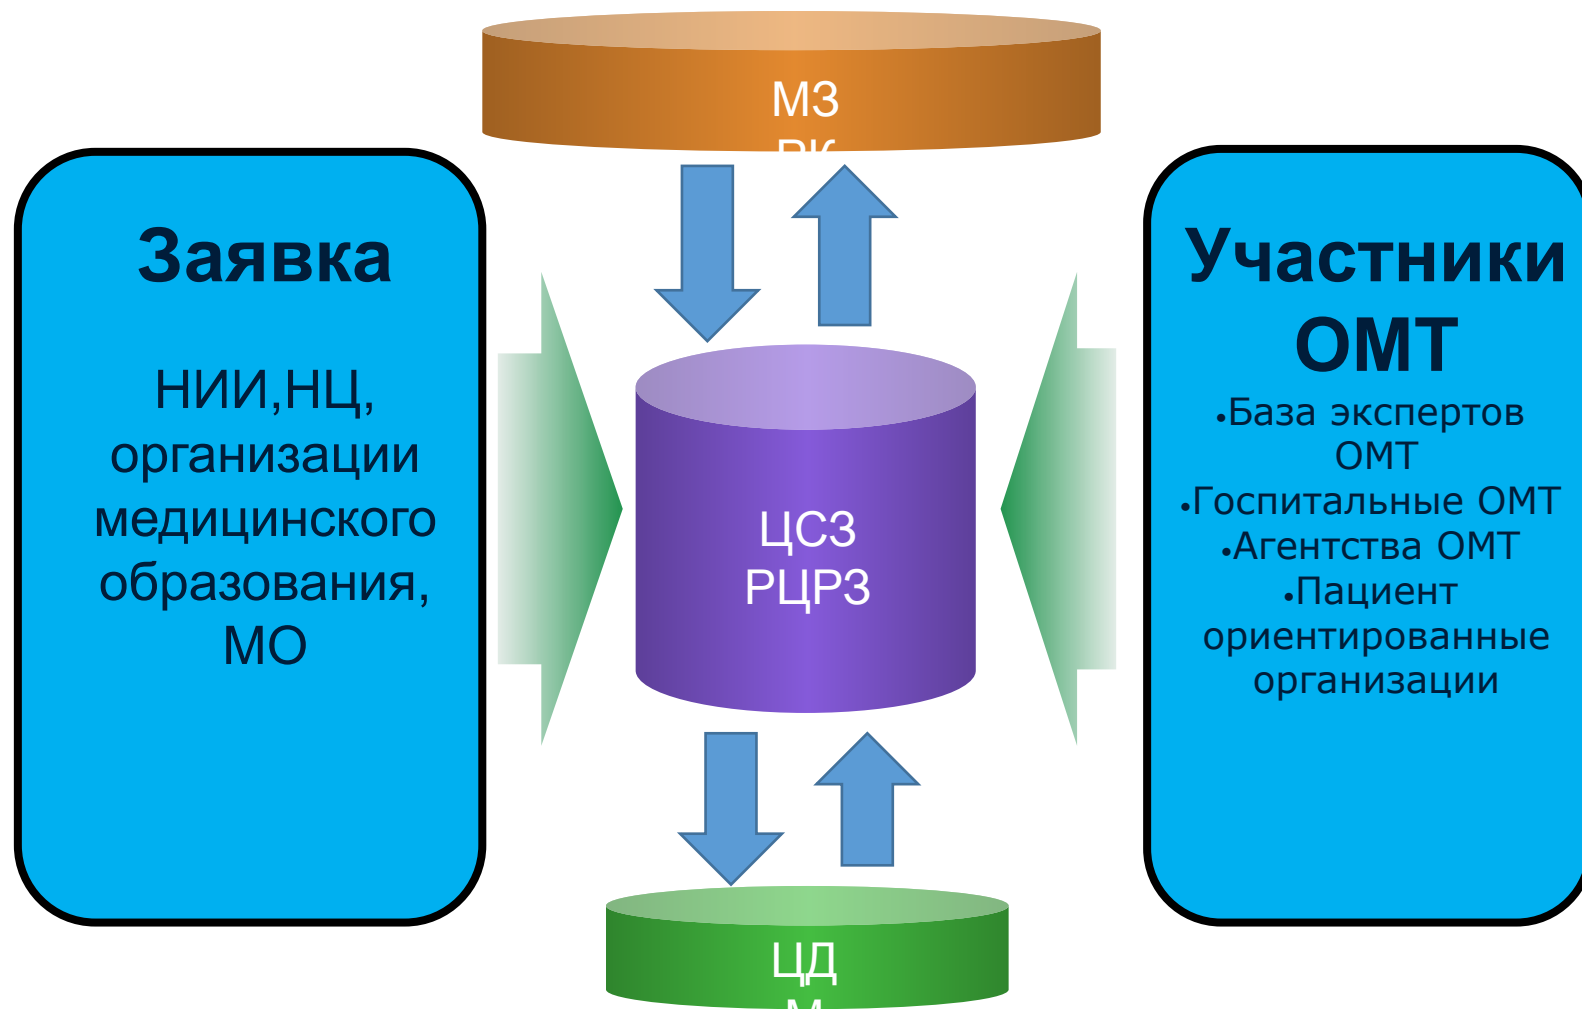 МЗ
РК
Заявка
НИИ,НЦ,
организации
медицинского
образования,
МО
ЦСЗ
РЦРЗ
Участники
ОМТ
•База экспертов
ОМТ
•Госпитальные ОМТ
•Агентства ОМТ
•Пациент
ориентированные
организации
ЦД
М